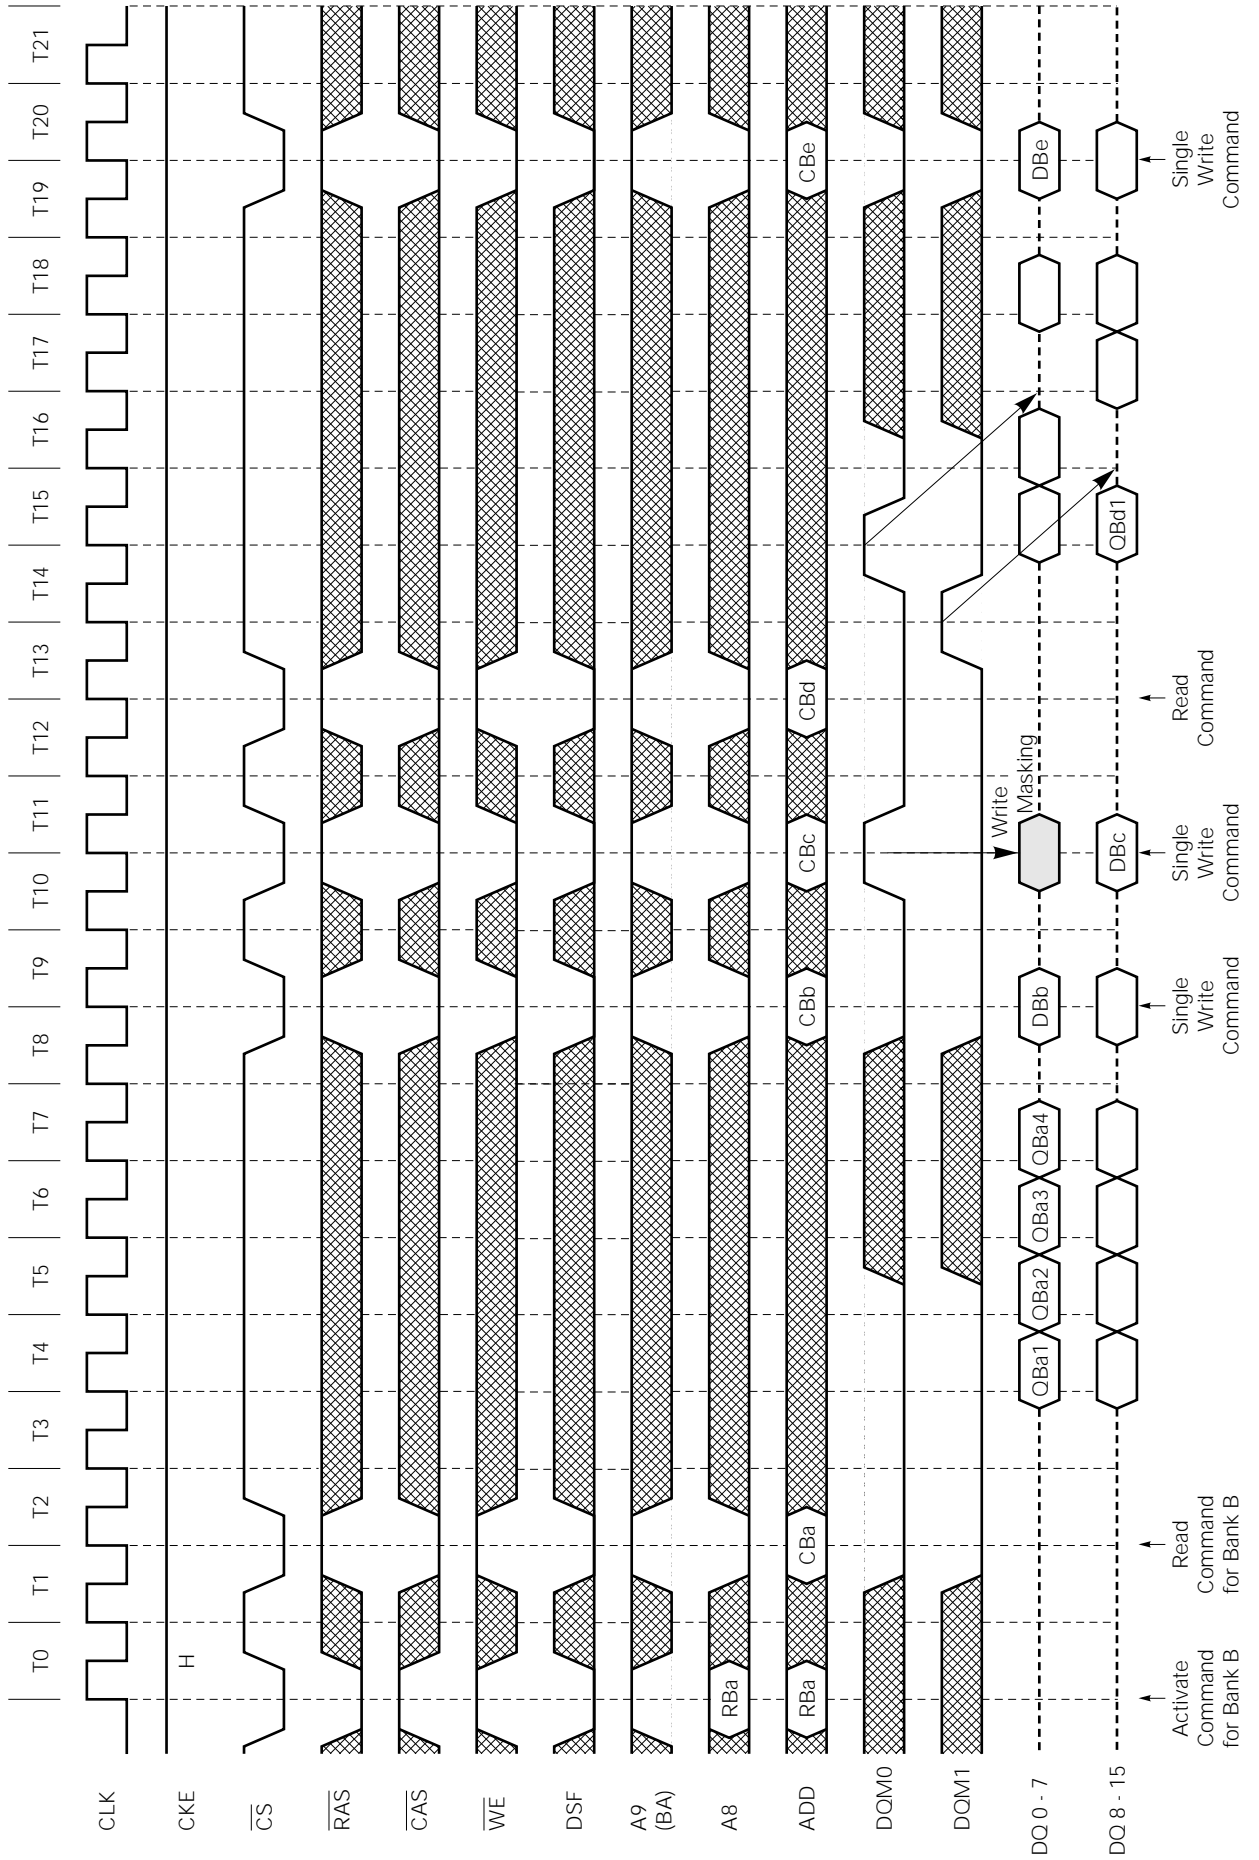 T0 T1 T2 T3 T4 T5 T6 T7 T8 T9 T10 T11 T12 T13 T14 T15 T16 T17 T18 T19 T20 T21
CLK
CKE
H
CS
RAS
CAS
WE
DSF
A9
(BA)
A8
RBa
ADD
RBa CBa CBb CBc CBd CBe
DQM0
DQM1
Write
Masking
DQ 0 - 7
QBa1 QBa2 QBa3 QBa4 DBb DBe
DQ 8 - 15
DBc QBd1
Activate
Command
for Bank B
Read
Command
for Bank B
Single
Write
Command
Single
Write
Command
Read
Command
Single
Write
Command